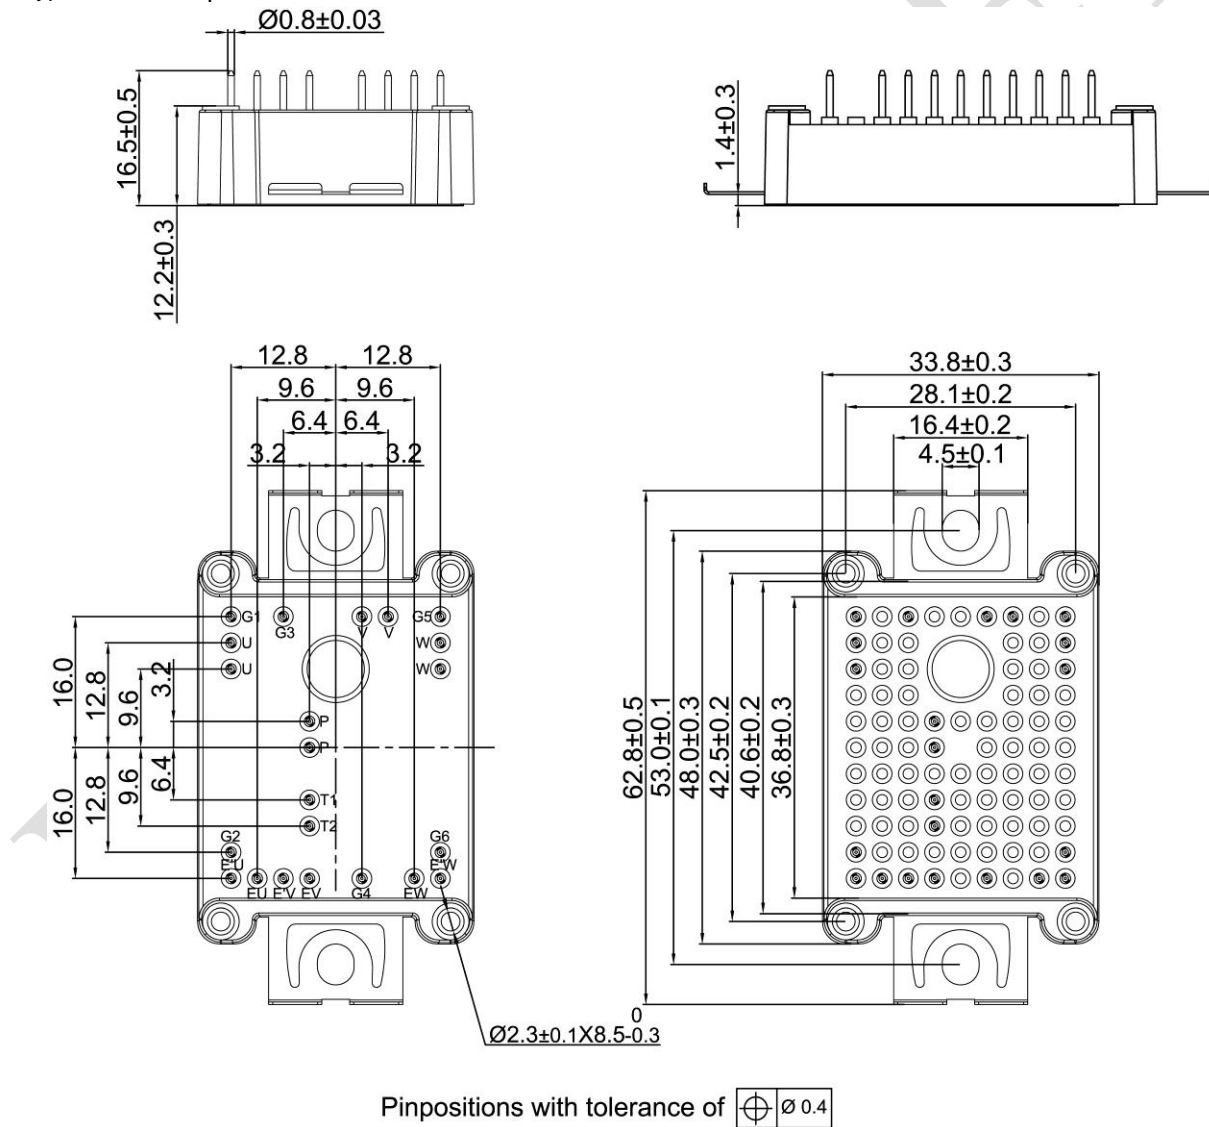 Ø0.8±0.03
16.5±0.5
12.2±0.3
1.4±0.3
12.8 12.8
9.6 9.6
6.4 6.4
3.2 3.2
33.8±0.3
28.1±0.2
16.4±0.2
4.5±0.1
G1 G3 V V G5
U W
U W
P
P
T1
T2
G2 G6
E'U E'W
EU E'V EV G4 EW
16.0
12.8
9.6
3.2
16.0
12.8
9.6
6.4
62.8±0.5
53.0±0.1
48.0±0.3
42.5±0.2
40.6±0.2
36.8±0.3
0
Ø2.3±0.1X8.5-0.3
Pinpositions with tolerance of Ø 0.4